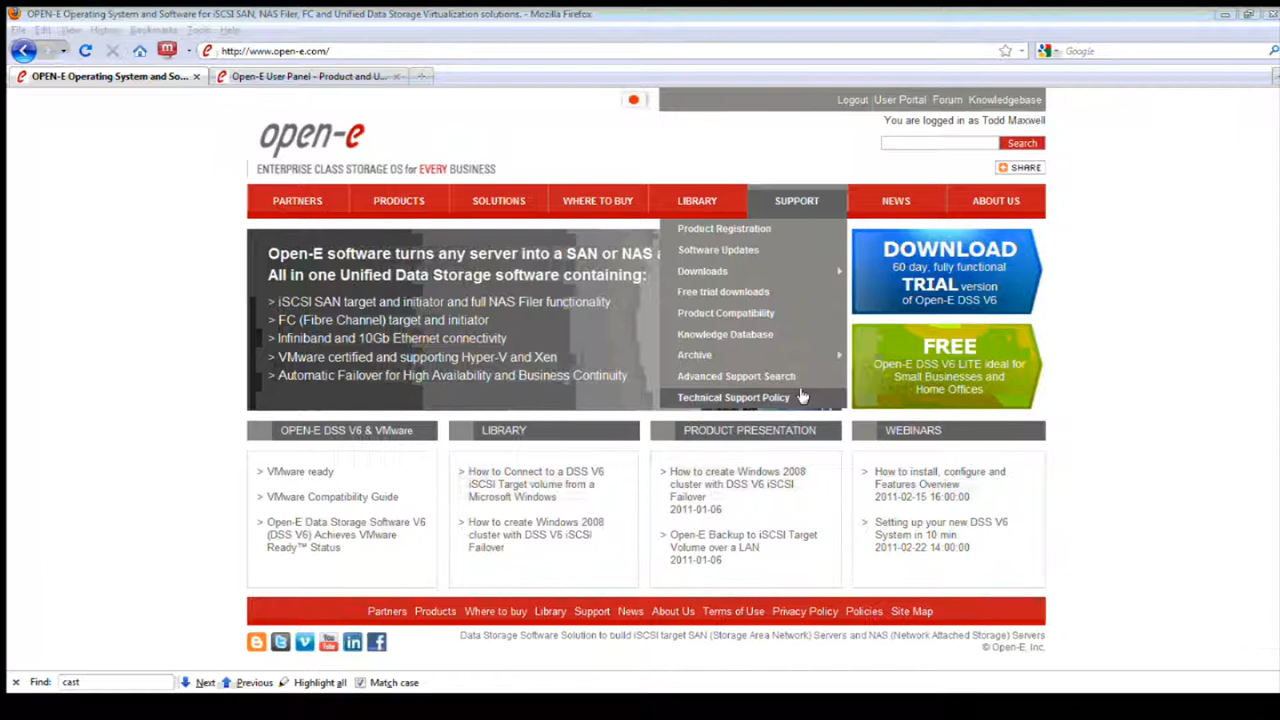 OPEN-E Operating System and Software for iSCSI SAN, NAS Filer, FC and Unified Data Storage Virtualization solutions. - Mozilla Firefox
File Edit View History Bookmarks Tools Help
http://www.open-e.com/
Google
OPEN-E Operating System and So...
Open-E User Panel - Product and U...
Logout User Portal Forum Knowledgebase
You are logged in as Todd Maxwell
open-e
Search
ENTERPRISE CLASS STORAGE OS for EVERY BUSINESS
SHARE
PARTNERS PRODUCTS SOLUTIONS WHERE TO BUY LIBRARY SUPPORT NEWS ABOUT US
Open-E software turns any server into a SAN or NAS
All in one Unified Data Storage software containing:
> iSCSI SAN target and initiator and full NAS Filer functionality
> FC (Fibre Channel) target and initiator
> Infiniband and 10Gb Ethernet connectivity
> VMware certified and supporting Hyper-V and Xen
> Automatic Failover for High Availability and Business Continuity
Product Registration
Software Updates
Downloads
Free trial downloads
Product Compatibility
Knowledge Database
Archive
Advanced Support Search
Technical Support Policy
DOWNLOAD
60 day, fully functional
TRIAL version
of Open-E DSS V6
FREE
Open-E DSS V6 LITE ideal for
Small Businesses and
Home Offices
OPEN-E DSS V6 & VMware
> VMware ready
> VMware Compatibility Guide
> Open-E Data Storage Software V6
(DSS V6) Achieves VMware
Ready™ Status
LIBRARY
> How to Connect to a DSS V6
iSCSI Target volume from a
Microsoft Windows
> How to create Windows 2008
cluster with DSS V6 iSCSI
Failover
PRODUCT PRESENTATION
> How to create Windows 2008
cluster with DSS V6 iSCSI
Failover
2011-01-06
> Open-E Backup to iSCSI Target
Volume over a LAN
2011-01-06
WEBINARS
> How to install, configure and
Features Overview
2011-02-15 16:00:00
> Setting up your new DSS V6
System in 10 min.
2011-02-22 14:00:00
Partners Products Where to buy Library Support News About Us Terms of Use Privacy Policy Policies Site Map
You Tube in f
Data Storage Software Solution to build iSCSI target SAN (Storage Area Network) Servers and NAS (Network Attached Storage) Servers
© Open-E, Inc.
Find: cast Next Previous Highlight all Match case